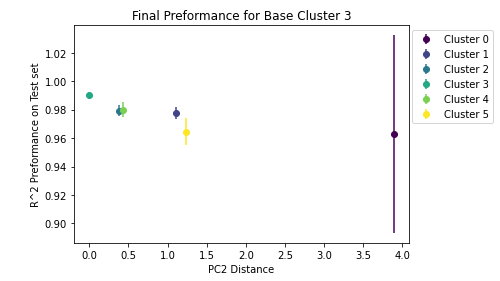 Final Preformance for Base Cluster 3
R^2 Preformance on Test set
1.02
1.00
0.98
0.96
0.94
0.92
0.90
0.0 0.5 1.0 1.5 2.0 2.5 3.0 3.5 4.0
PC2 Distance
Cluster 0
Cluster 1
Cluster 2
Cluster 3
Cluster 4
Cluster 5